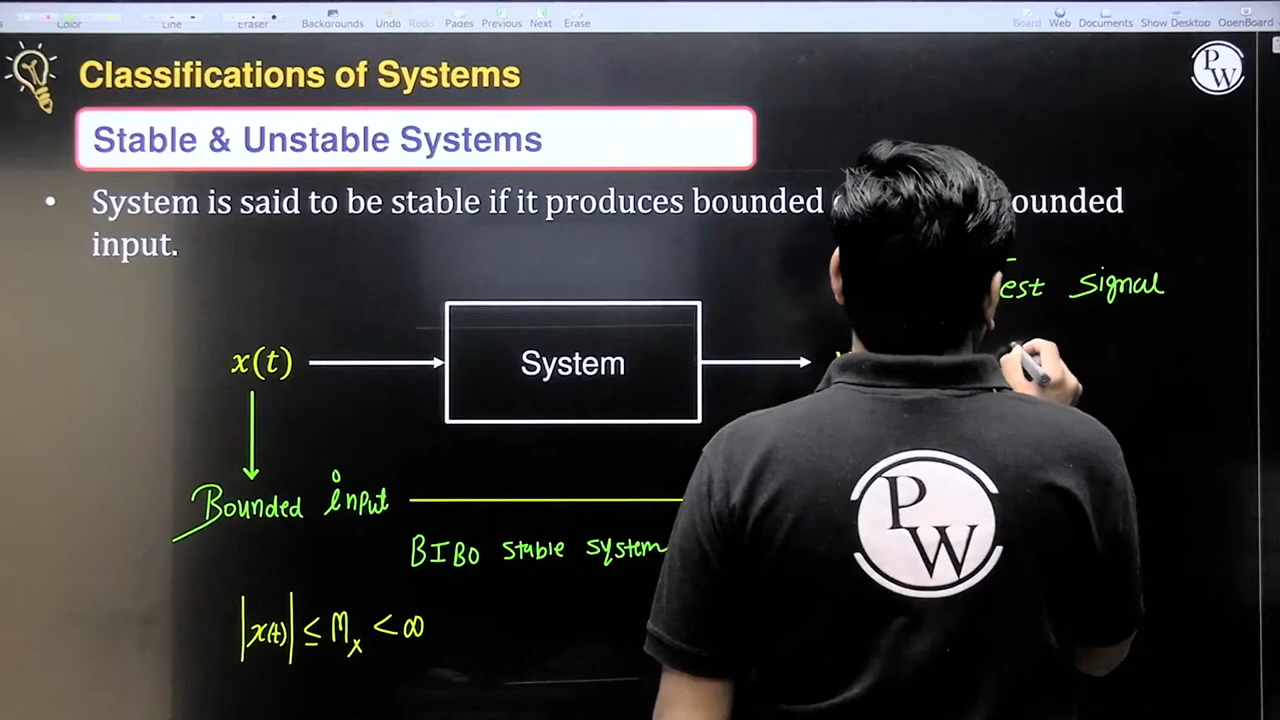 Color Line Eraser Backgrounds Undo Redo Pages Previous Next Erase Board Web Documents Show Desktop OpenBoard
Classifications of Systems
PW
Stable & Unstable Systems
• System is said to be stable if it produces bounded ounded
input.
est signal
x(t) System
Bounded input
BIBO stable system
|x(t)| ≤ Mx < ∞
PW